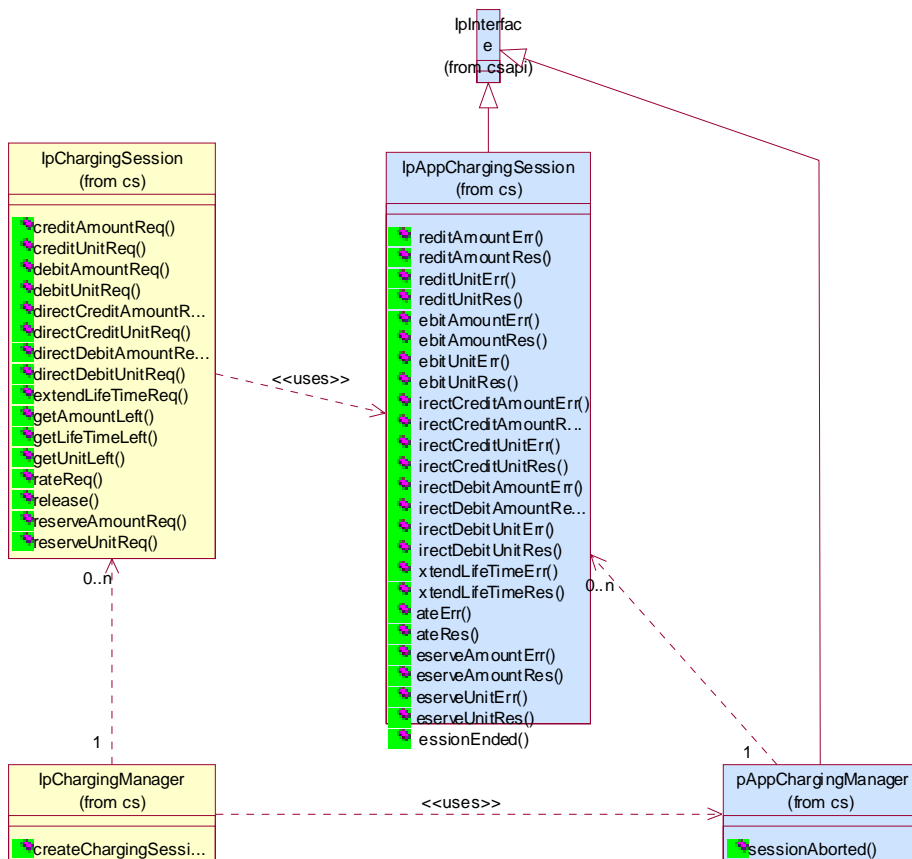 IpInterfac
e
(from csapi)
IpChargingSession
(from cs)
creditAmountReq()
creditUnitReq()
debitAmountReq()
debitUnitReq()
directCreditAmountR...
directCreditUnitReq()
directDebitAmountRe...
directDebitUnitReq()
extendLifeTimeReq()
getAmountLeft()
getLifeTimeLeft()
getUnitLeft()
rateReq()
release()
reserveAmountReq()
reserveUnitReq()
<<uses>>
IpAppChargingSession
(from cs)
reditAmountErr()
reditAmountRes()
reditUnitErr()
reditUnitRes()
ebitAmountErr()
ebitAmountRes()
ebitUnitErr()
ebitUnitRes()
irectCreditAmountErr()
irectCreditAmountR...
irectCreditUnitErr()
irectCreditUnitRes()
irectDebitAmountErr()
irectDebitAmountRe...
irectDebitUnitErr()
irectDebitUnitRes()
xtendLifeTimeErr()
xtendLifeTimeRes()
ateErr()
ateRes()
eserveAmountErr()
eserveAmountRes()
eserveUnitErr()
eserveUnitRes()
essionEnded()
0..n
0..n
1
1
IpChargingManager
(from cs)
createChargingSessi...
<<uses>>
pAppChargingManager
(from cs)
sessionAborted()